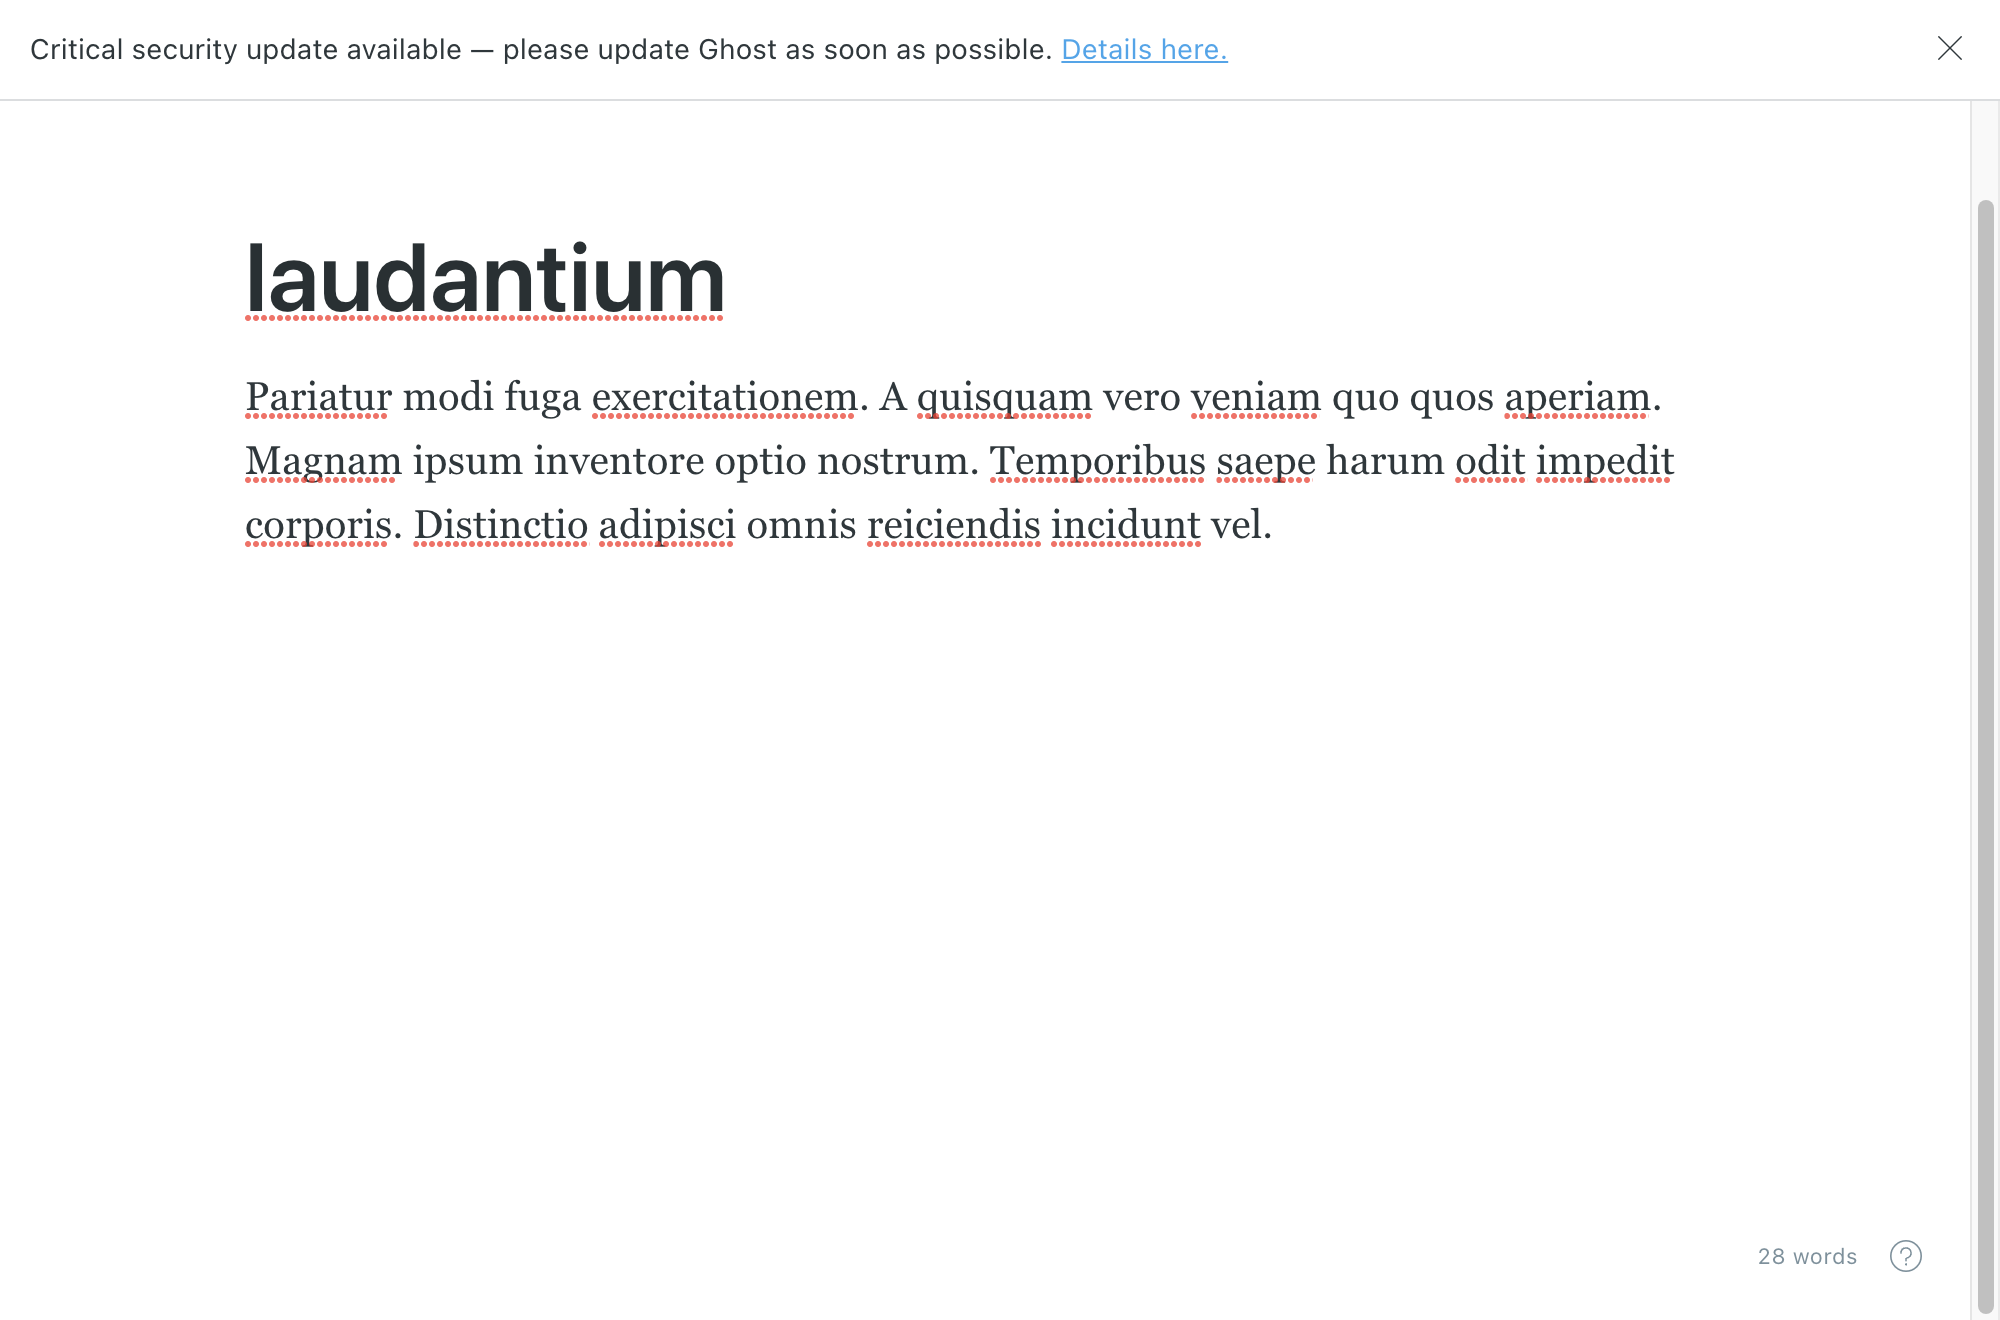 Critical security update available — please update Ghost as soon as possible. Details here.
laudantium
Pariatur modi fuga exercitationem. A quisquam vero veniam quo quos aperiam.
Magnam ipsum inventore optio nostrum. Temporibus saepe harum odit impedit
corporis. Distinctio adipisci omnis reiciendis incidunt vel.
28 words
?